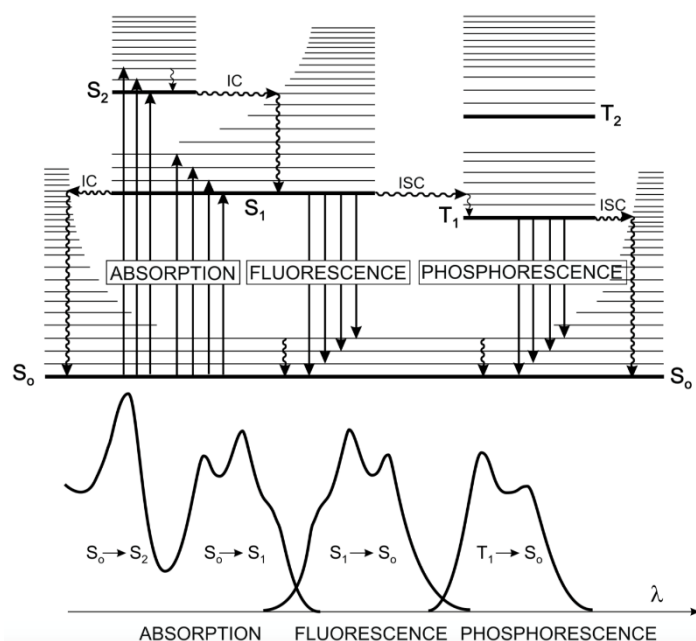 S₂
IC
T₂
IC
S₁
ISC
T₁
ISC
ABSORPTION
FLUORESCENCE
PHOSPHORESCENCE
Sₒ
Sₒ
Sₒ→S₂
Sₒ→S₁
S₁→Sₒ
T₁→Sₒ
λ
ABSORPTION
FLUORESCENCE
PHOSPHORESCENCE